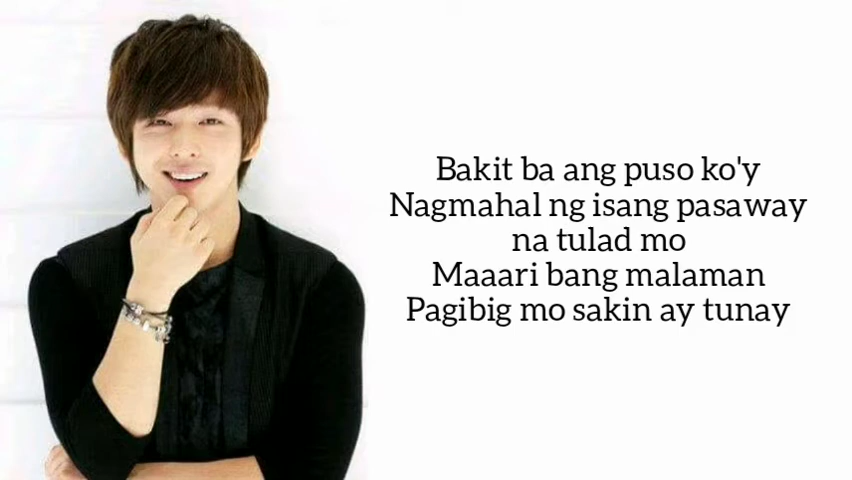 Bakit ba ang puso ko'y
Nagmahal ng isang pasaway
na tulad mo
Maaari bang malaman
Pagibig mo sakin ay tunay